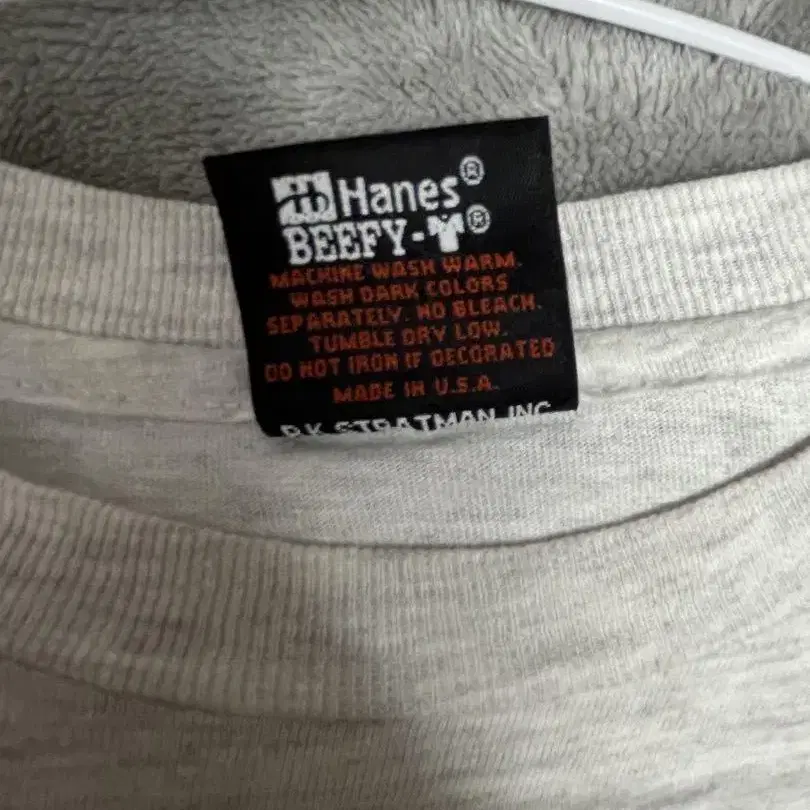 Hanes®
BEEFY-T®
MACHINE WASH WARM.
WASH DARK COLORS
SEPARATELY. NO BLEACH.
TUMBLE DRY LOW.
DO NOT IRON IF DECORATED
MADE IN U.S.A.
R.K. STRATMAN INC.